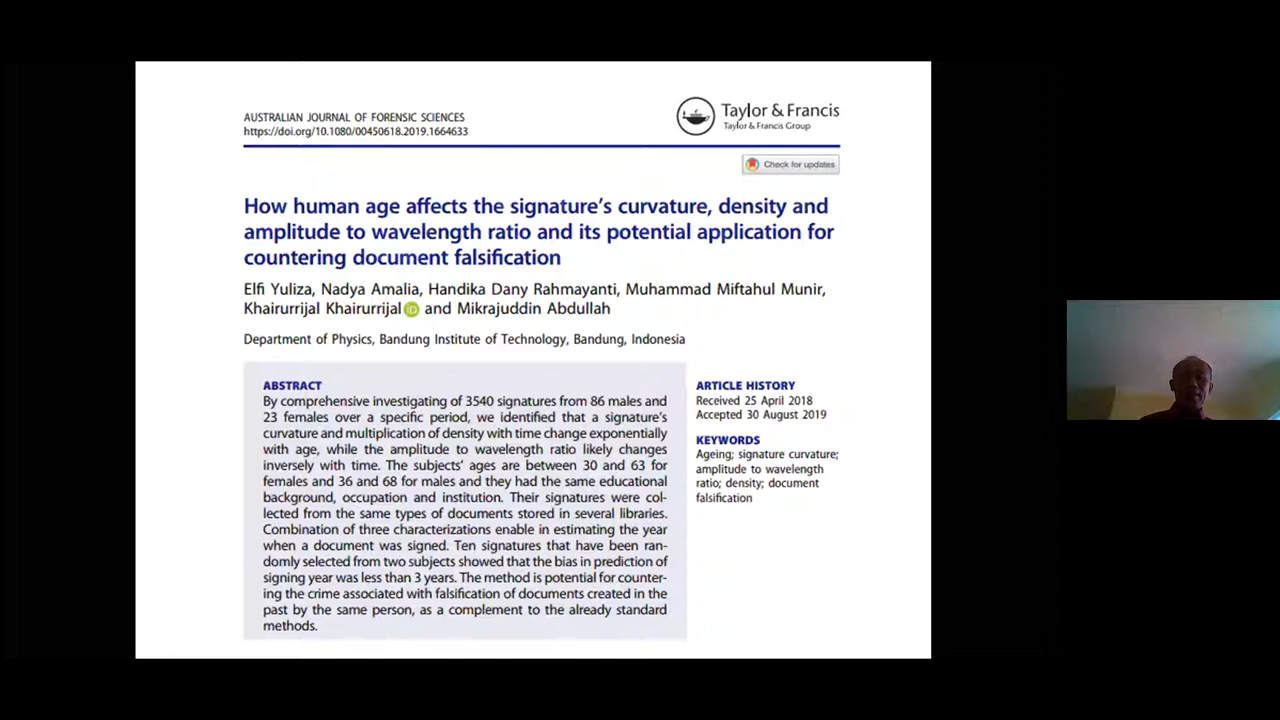 AUSTRALIAN JOURNAL OF FORENSIC SCIENCES
https://doi.org/10.1080/00450618.2019.1664633
Taylor & Francis
Taylor & Francis Group
Check for updates
How human age affects the signature's curvature, density and
amplitude to wavelength ratio and its potential application for
countering document falsification
Elfi Yuliza, Nadya Amalia, Handika Dany Rahmayanti, Muhammad Miftahul Munir,
Khairurrijal Khairurrijal iD and Mikrajuddin Abdullah
Department of Physics, Bandung Institute of Technology, Bandung, Indonesia
ABSTRACT
By comprehensive investigating of 3540 signatures from 86 males and
23 females over a specific period, we identified that a signature's
curvature and multiplication of density with time change exponentially
with age, while the amplitude to wavelength ratio likely changes
inversely with time. The subjects' ages are between 30 and 63 for
females and 36 and 68 for males and they had the same educational
background, occupation and institution. Their signatures were col-
lected from the same types of documents stored in several libraries.
Combination of three characterizations enable in estimating the year
when a document was signed. Ten signatures that have been ran-
domly selected from two subjects showed that the bias in prediction of
signing year was less than 3 years. The method is potential for counter-
ing the crime associated with falsification of documents created in the
past by the same person, as a complement to the already standard
methods.
ARTICLE HISTORY
Received 25 April 2018
Accepted 30 August 2019
KEYWORDS
Ageing; signature curvature;
amplitude to wavelength
ratio; density; document
falsification